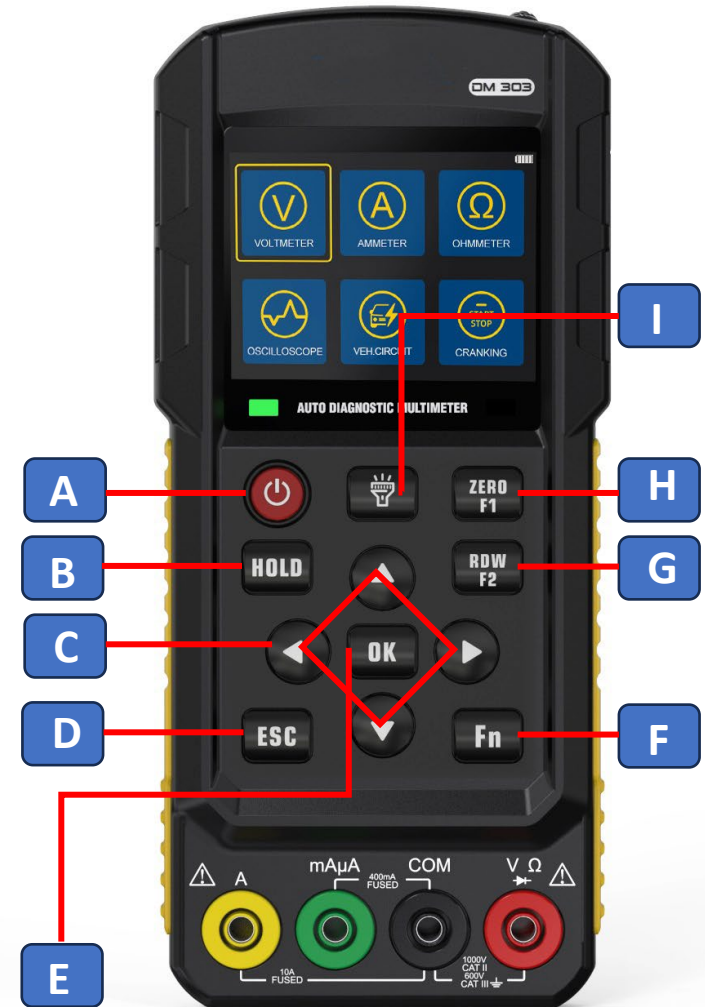 DM 303
VOLTMETER
AMMETER
OHMMETER
START
STOP
OSCILLOSCOPE
VEH.CIRCUIT
CRANKING
I
AUTO DIAGNOSTIC MULTIMETER
A
ZERO
F1
H
B
HOLD
RDW
F2
G
C
OK
D
ESC
Fn
F
A
mAµA
COM
V Ω
400mA
FUSED
10A
FUSED
1000V
CAT II
600V
CAT III
E